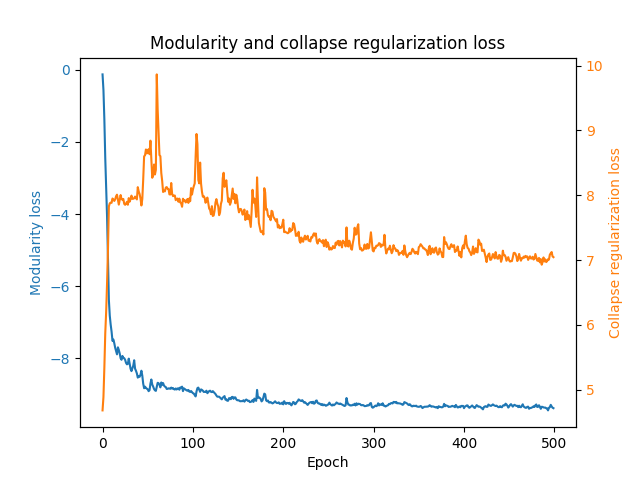 Modularity and collapse regularization loss
Modularity loss
0
−2
−4
−6
−8
Collapse regularization loss
10
9
8
7
6
5
0 100 200 300 400 500
Epoch